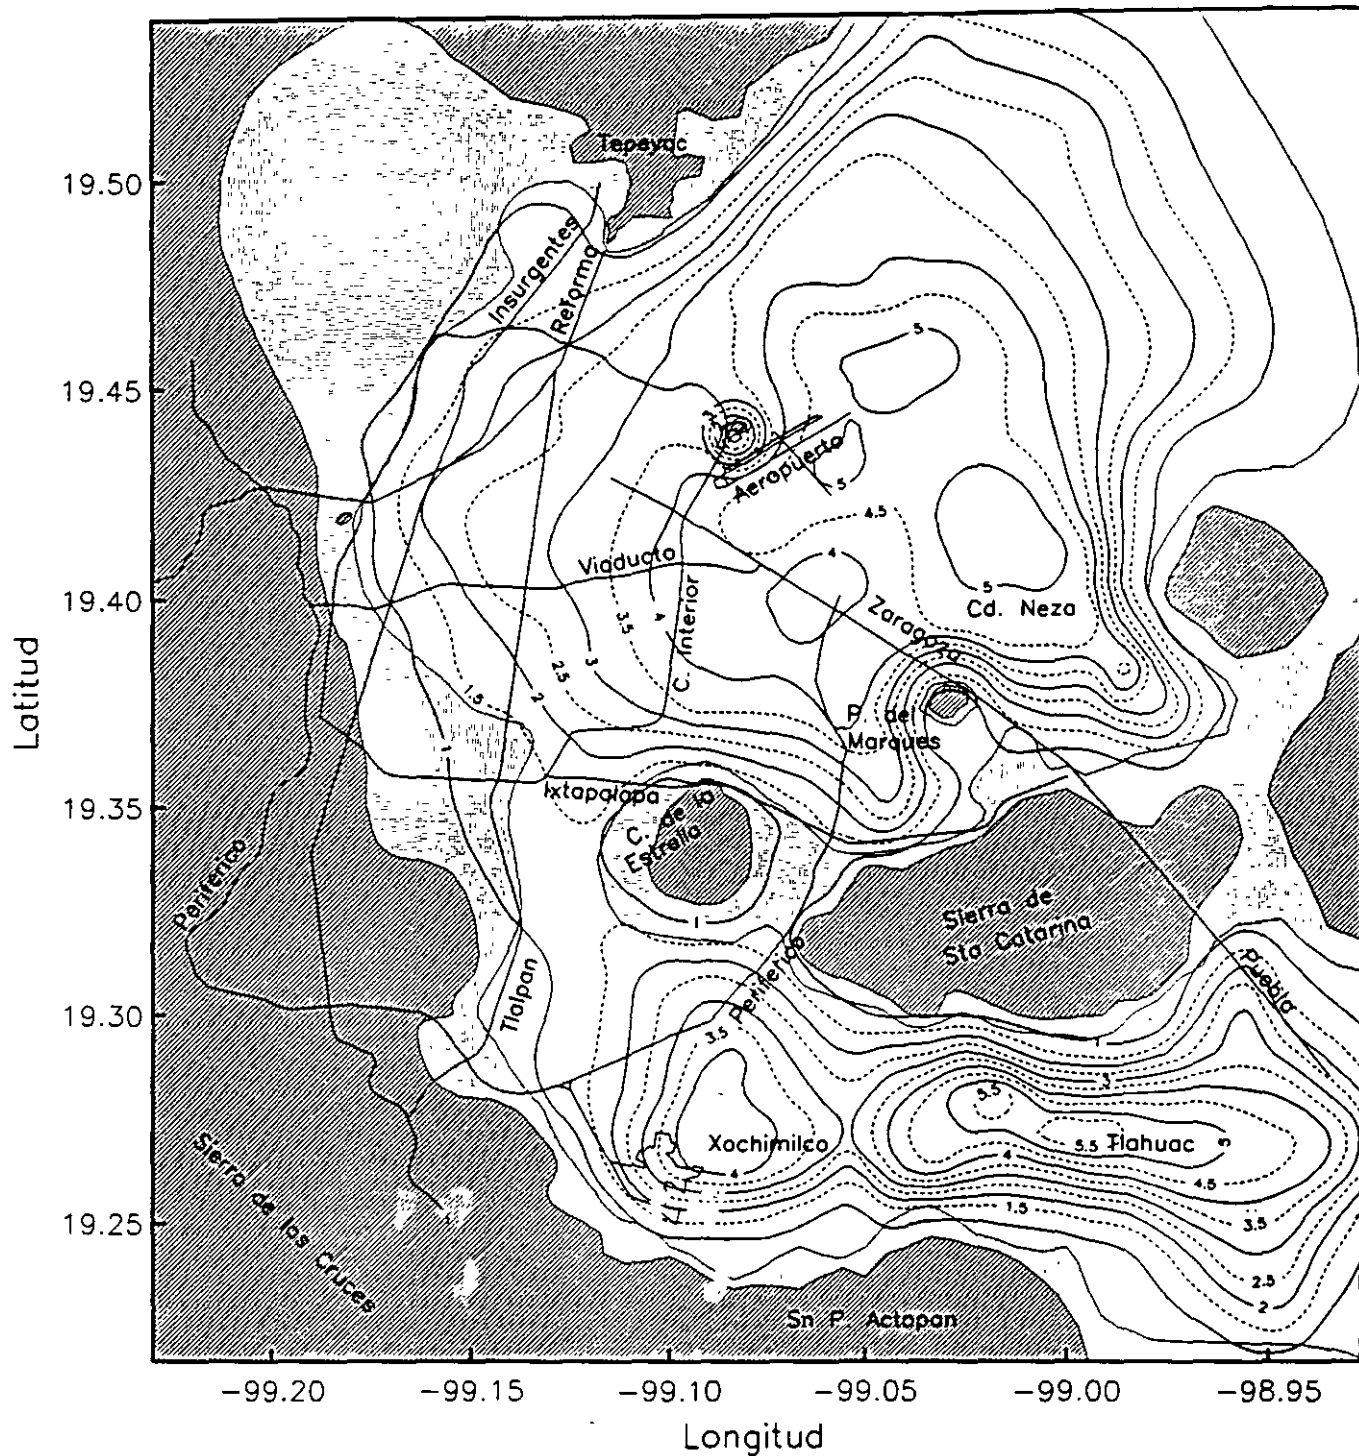 Tepeyac
19.50
Insurgentes
Reforma
5
19.45
Aeropuerto
5
4.5
Viaducto
4
5
19.40
Cd. Neza
Zaragoza
3.5
4
C. Interior
3
2.5
2
1.5
Latitud
P. del
Marques
1
19.35
Ixtapalapa
C. de la
Estrella
Periferico
1
Sierra de
Sta Catarina
Tlalpan
Periferico
Puebla
19.30
3.5
1
3
5.5
5.5
Xochimilco
Tlahuac
5
4
4
4.5
Sierra de las Cruces
1.5
3.5
19.25
2.5
2
Sn P. Actopan
-99.20
-99.15
-99.10
-99.05
-99.00
-98.95
Longitud